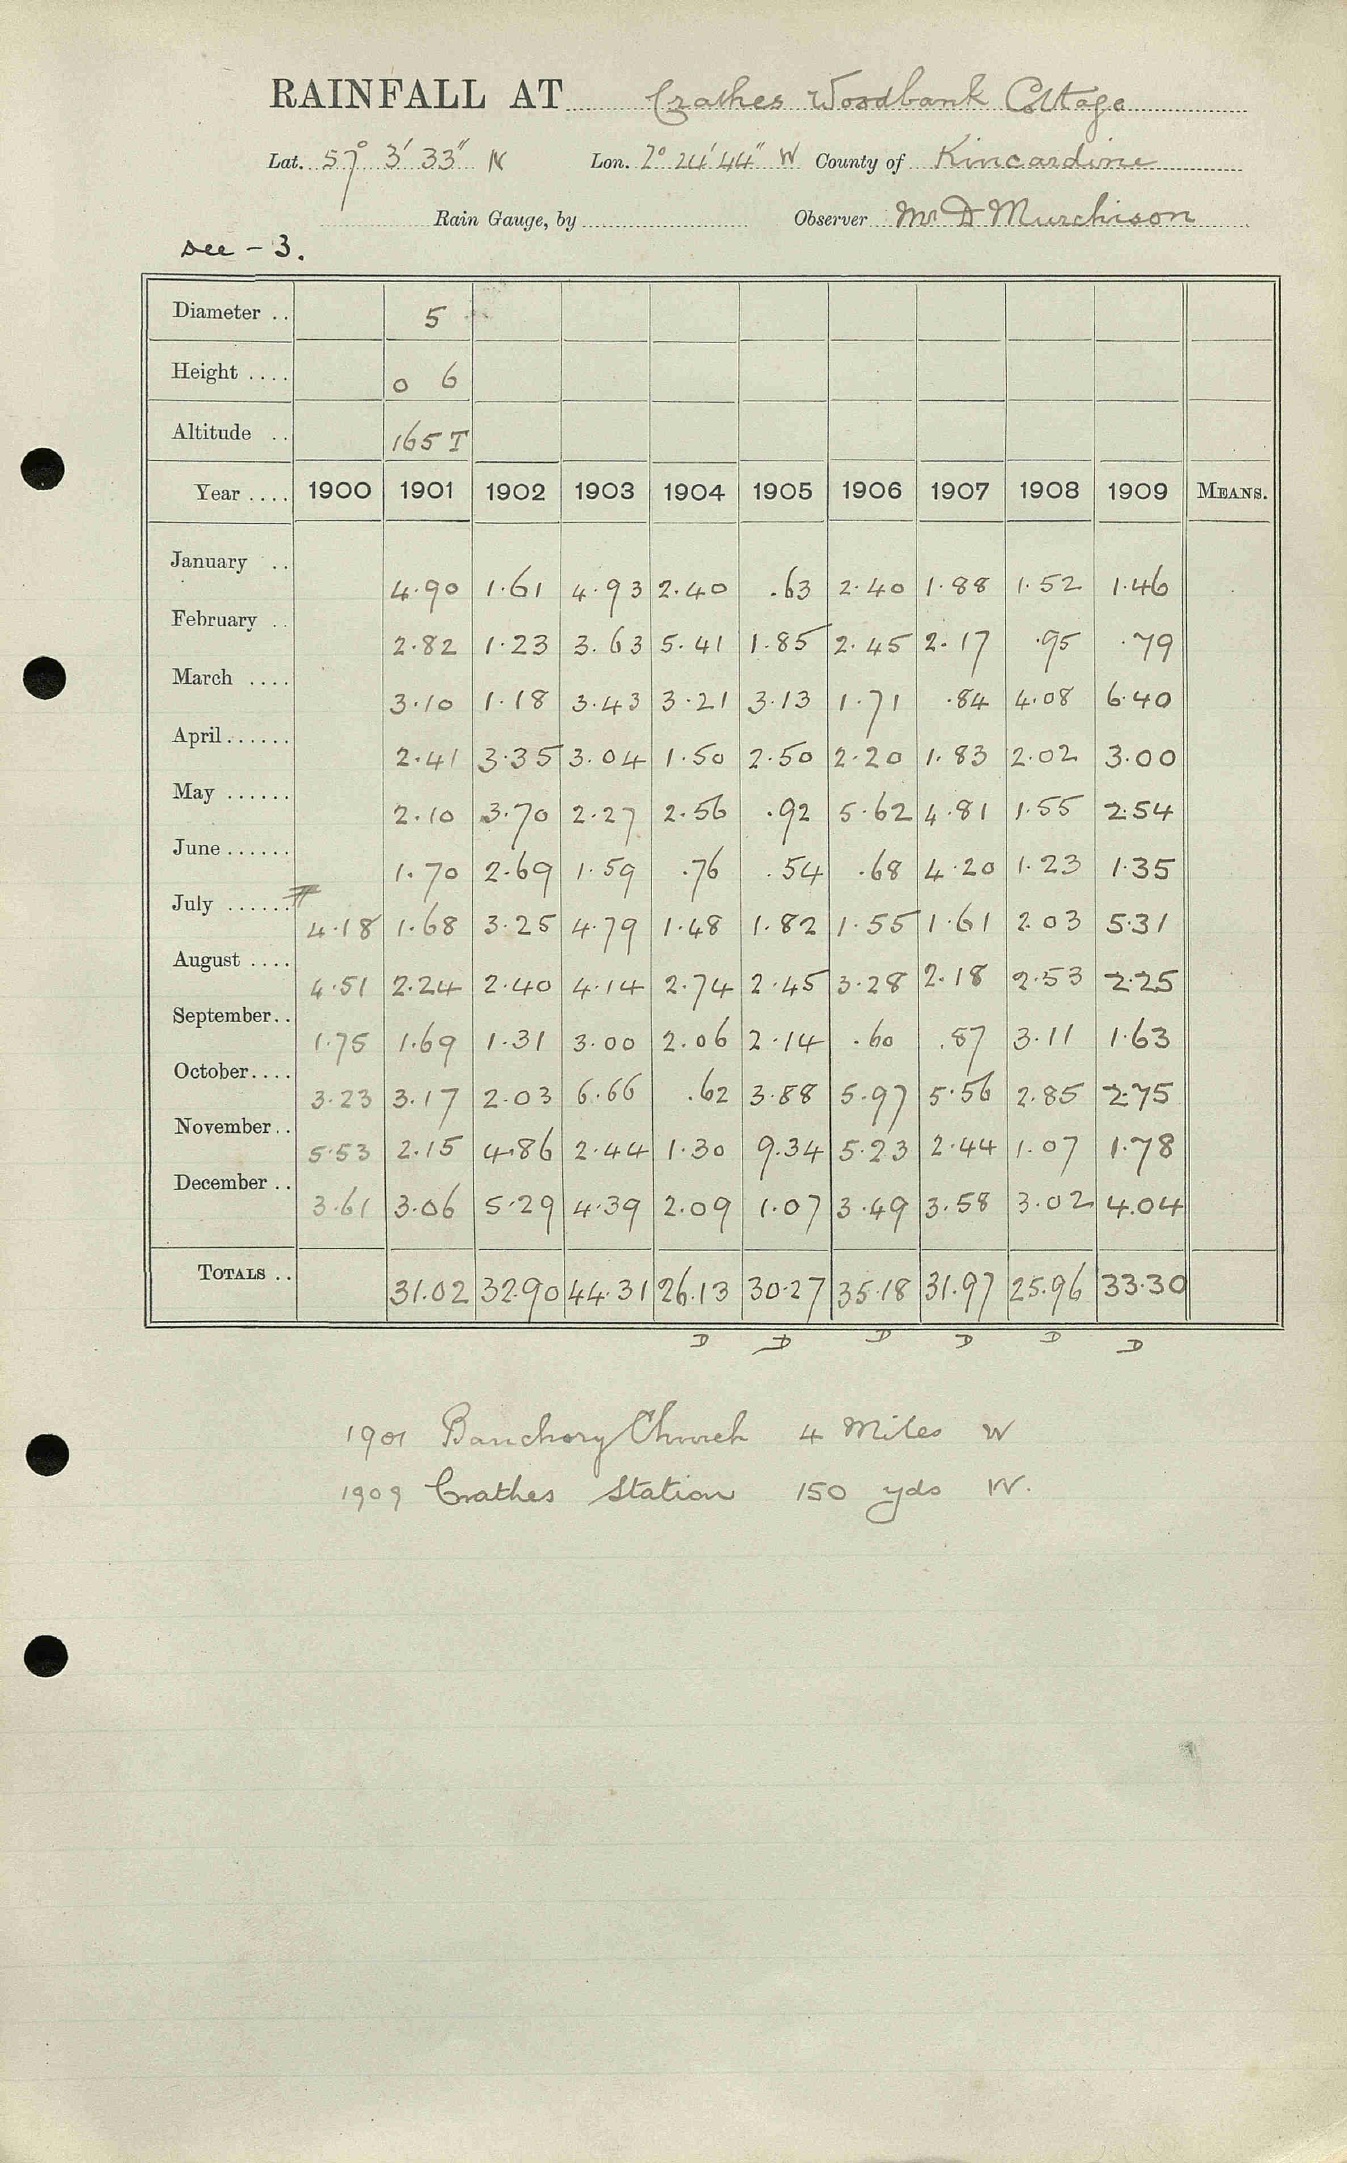 RAINFALL AT Crathes Woodbank Cottage
Lat. 57° 3' 33" N Lon. 2° 24' 44" W County of Kincardine
Rain Gauge, by Observer Mr D Murchison
Dee - 3.
Diameter .. 5
Height .... 0 6
Altitude .. 165 T
Year .... 1900 1901 1902 1903 1904 1905 1906 1907 1908 1909 MEANS.
January .. 4.90 1.61 4.93 2.40 .63 2.40 1.88 1.52 1.46
February .. 2.82 1.23 3.63 5.41 1.85 2.45 2.17 .95 .79
March .... 3.10 1.18 3.43 3.21 3.13 1.71 .84 4.08 6.40
April...... 2.41 3.35 3.04 1.50 2.50 2.20 1.83 2.02 3.00
May ...... 2.10 3.70 2.27 2.56 .92 5.62 4.81 1.55 2.54
June...... 1.70 2.69 1.59 .76 .54 .68 4.20 1.23 1.35
July ...... 4.18 1.68 3.25 4.79 1.48 1.82 1.55 1.61 2.03 5.31
August .... 4.51 2.24 2.40 4.14 2.74 2.45 3.28 2.18 2.53 2.25
September.. 1.75 1.69 1.31 3.00 2.06 2.14 .60 .87 3.11 1.63
October.... 3.23 3.17 2.03 6.66 .62 3.88 5.97 5.56 2.85 2.75
November.. 5.53 2.15 4.86 2.44 1.30 9.34 5.23 2.44 1.07 1.78
December .. 3.61 3.06 5.29 4.39 2.09 1.07 3.49 3.58 3.02 4.04
TOTALS .. 31.02 32.90 44.31 26.13 30.27 35.18 31.97 25.96 33.30
D D D D D D
1901 Banchory Church 4 Miles W
1909 Crathes Station 150 yds W.